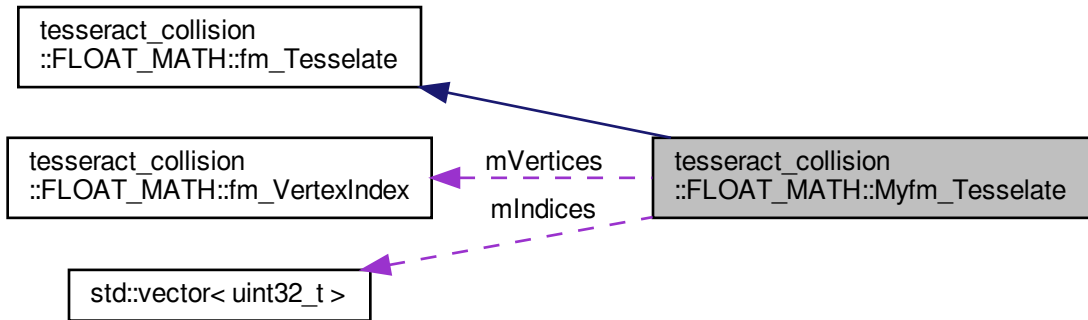 tesseract_collision
::FLOAT_MATH::fm_Tesselate
tesseract_collision
::FLOAT_MATH::fm_VertexIndex
mVertices
mIndices
tesseract_collision
::FLOAT_MATH::Myfm_Tesselate
std::vector< uint32_t >